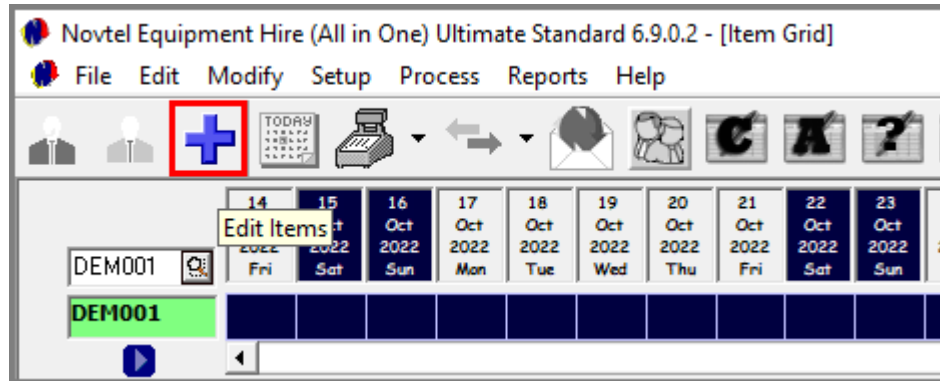 Novtel Equipment Hire (All in One) Ultimate Standard 6.9.0.2 - [Item Grid]
File Edit Modify Setup Process Reports Help
TODAY
C A ?
14 15 16 17 18 19 20 21 22 23
Oct Oct Oct Oct Oct Oct Oct Oct
Edit Items
2022 2022 2022 2022 2022 2022 2022 2022 2022 2022
DEM001 Fri Sat Sun Mon Tue Wed Thu Fri Sat Sun
DEM001